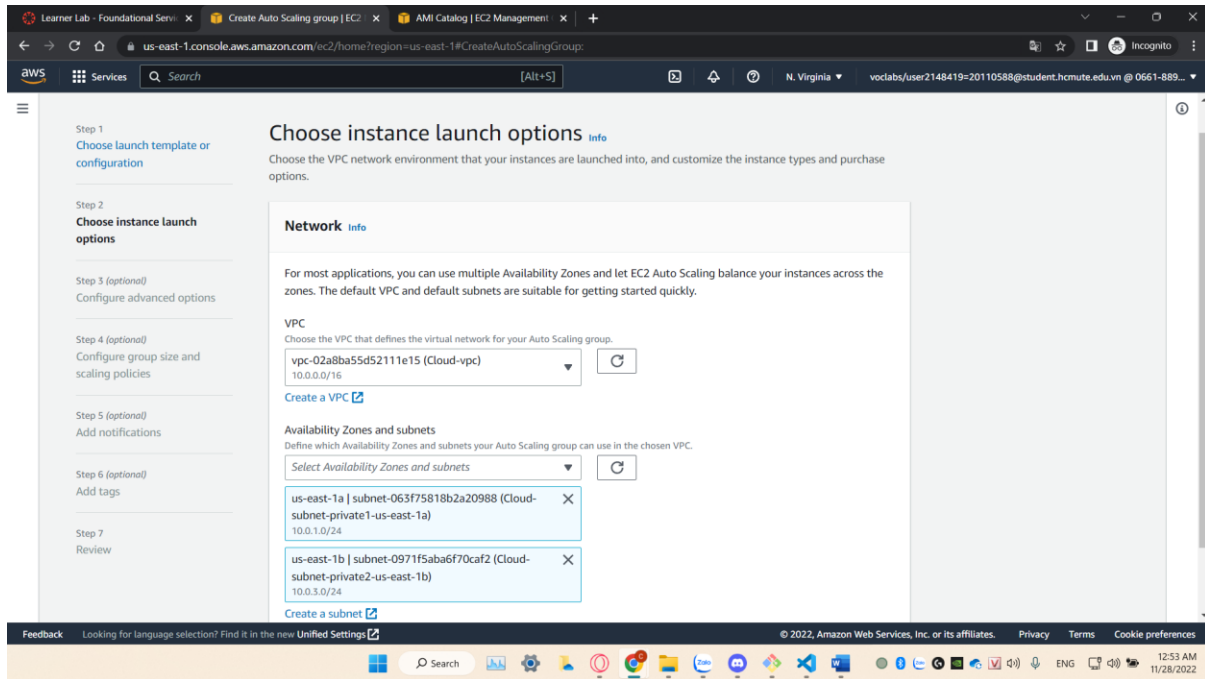 Learner Lab - Foundational Servic
Create Auto Scaling group | EC2
AMI Catalog | EC2 Management
us-east-1.console.aws.amazon.com/ec2/home?region=us-east-1#CreateAutoScalingGroup:
Incognito
aws
Services
Search
[Alt+S]
N. Virginia
voclabs/user2148419=20110588@student.hcmute.edu.vn @ 0661-889...
Step 1
Choose launch template or
configuration
Step 2
Choose instance launch
options
Step 3 (optional)
Configure advanced options
Step 4 (optional)
Configure group size and
scaling policies
Step 5 (optional)
Add notifications
Step 6 (optional)
Add tags
Step 7
Review
Choose instance launch options Info
Choose the VPC network environment that your instances are launched into, and customize the instance types and purchase
options.
Network Info
For most applications, you can use multiple Availability Zones and let EC2 Auto Scaling balance your instances across the
zones. The default VPC and default subnets are suitable for getting started quickly.
VPC
Choose the VPC that defines the virtual network for your Auto Scaling group.
vpc-02a8ba55d52111e15 (Cloud-vpc)
10.0.0.0/16
Create a VPC
Availability Zones and subnets
Define which Availability Zones and subnets your Auto Scaling group can use in the chosen VPC.
Select Availability Zones and subnets
us-east-1a | subnet-063f75818b2a20988 (Cloud-
subnet-private1-us-east-1a)
10.0.1.0/24
us-east-1b | subnet-0971f5aba6f70caf2 (Cloud-
subnet-private2-us-east-1b)
10.0.3.0/24
Create a subnet
Feedback
Looking for language selection? Find it in the new Unified Settings
© 2022, Amazon Web Services, Inc. or its affiliates.
Privacy
Terms
Cookie preferences
Search
Zalo
ENG
12:53 AM
11/28/2022